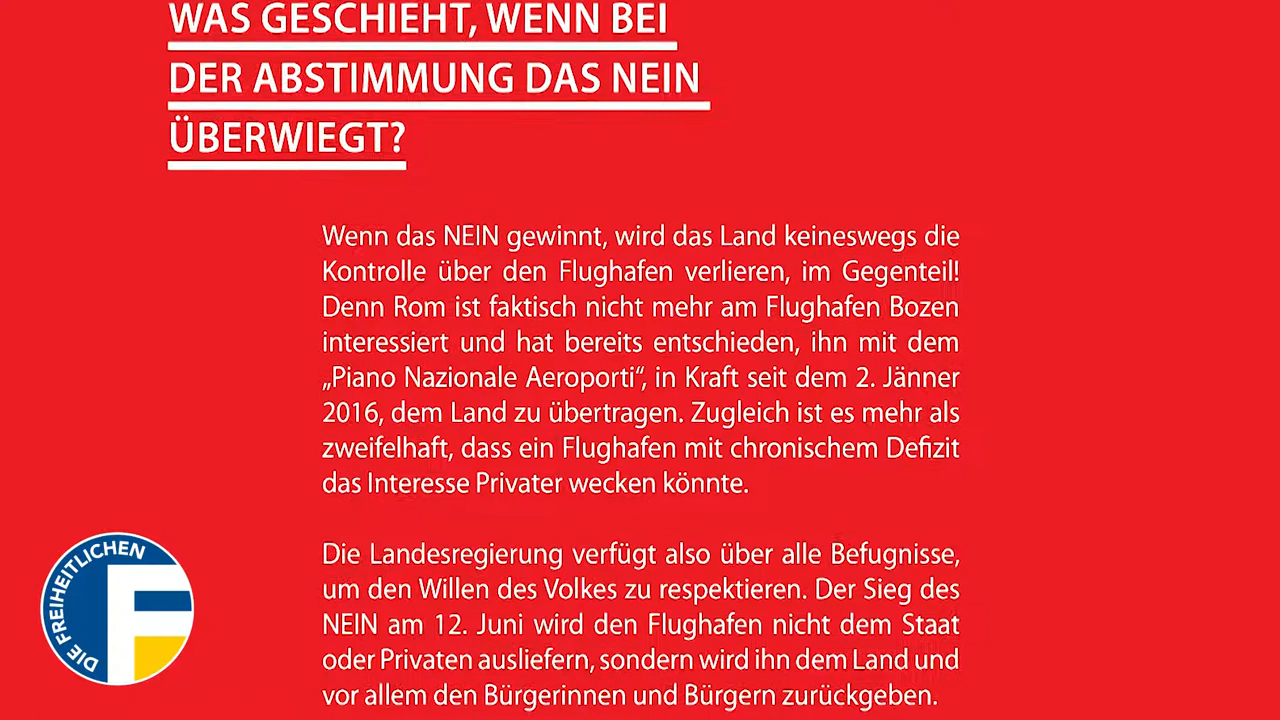 WAS GESCHIEHT, WENN BEI
DER ABSTIMMUNG DAS NEIN
ÜBERWIEGT?
Wenn das NEIN gewinnt, wird das Land keineswegs die
Kontrolle über den Flughafen verlieren, im Gegenteil!
Denn Rom ist faktisch nicht mehr am Flughafen Bozen
interessiert und hat bereits entschieden, ihn mit dem
„Piano Nazionale Aeroporti“, in Kraft seit dem 2. Jänner
2016, dem Land zu übertragen. Zugleich ist es mehr als
zweifelhaft, dass ein Flughafen mit chronischem Defizit
das Interesse Privater wecken könnte.
Die Landesregierung verfügt also über alle Befugnisse,
um den Willen des Volkes zu respektieren. Der Sieg des
NEIN am 12. Juni wird den Flughafen nicht dem Staat
oder Privaten ausliefern, sondern wird ihn dem Land und
vor allem den Bürgerinnen und Bürgern zurückgeben.
DIE FREIHEITLICHEN
F